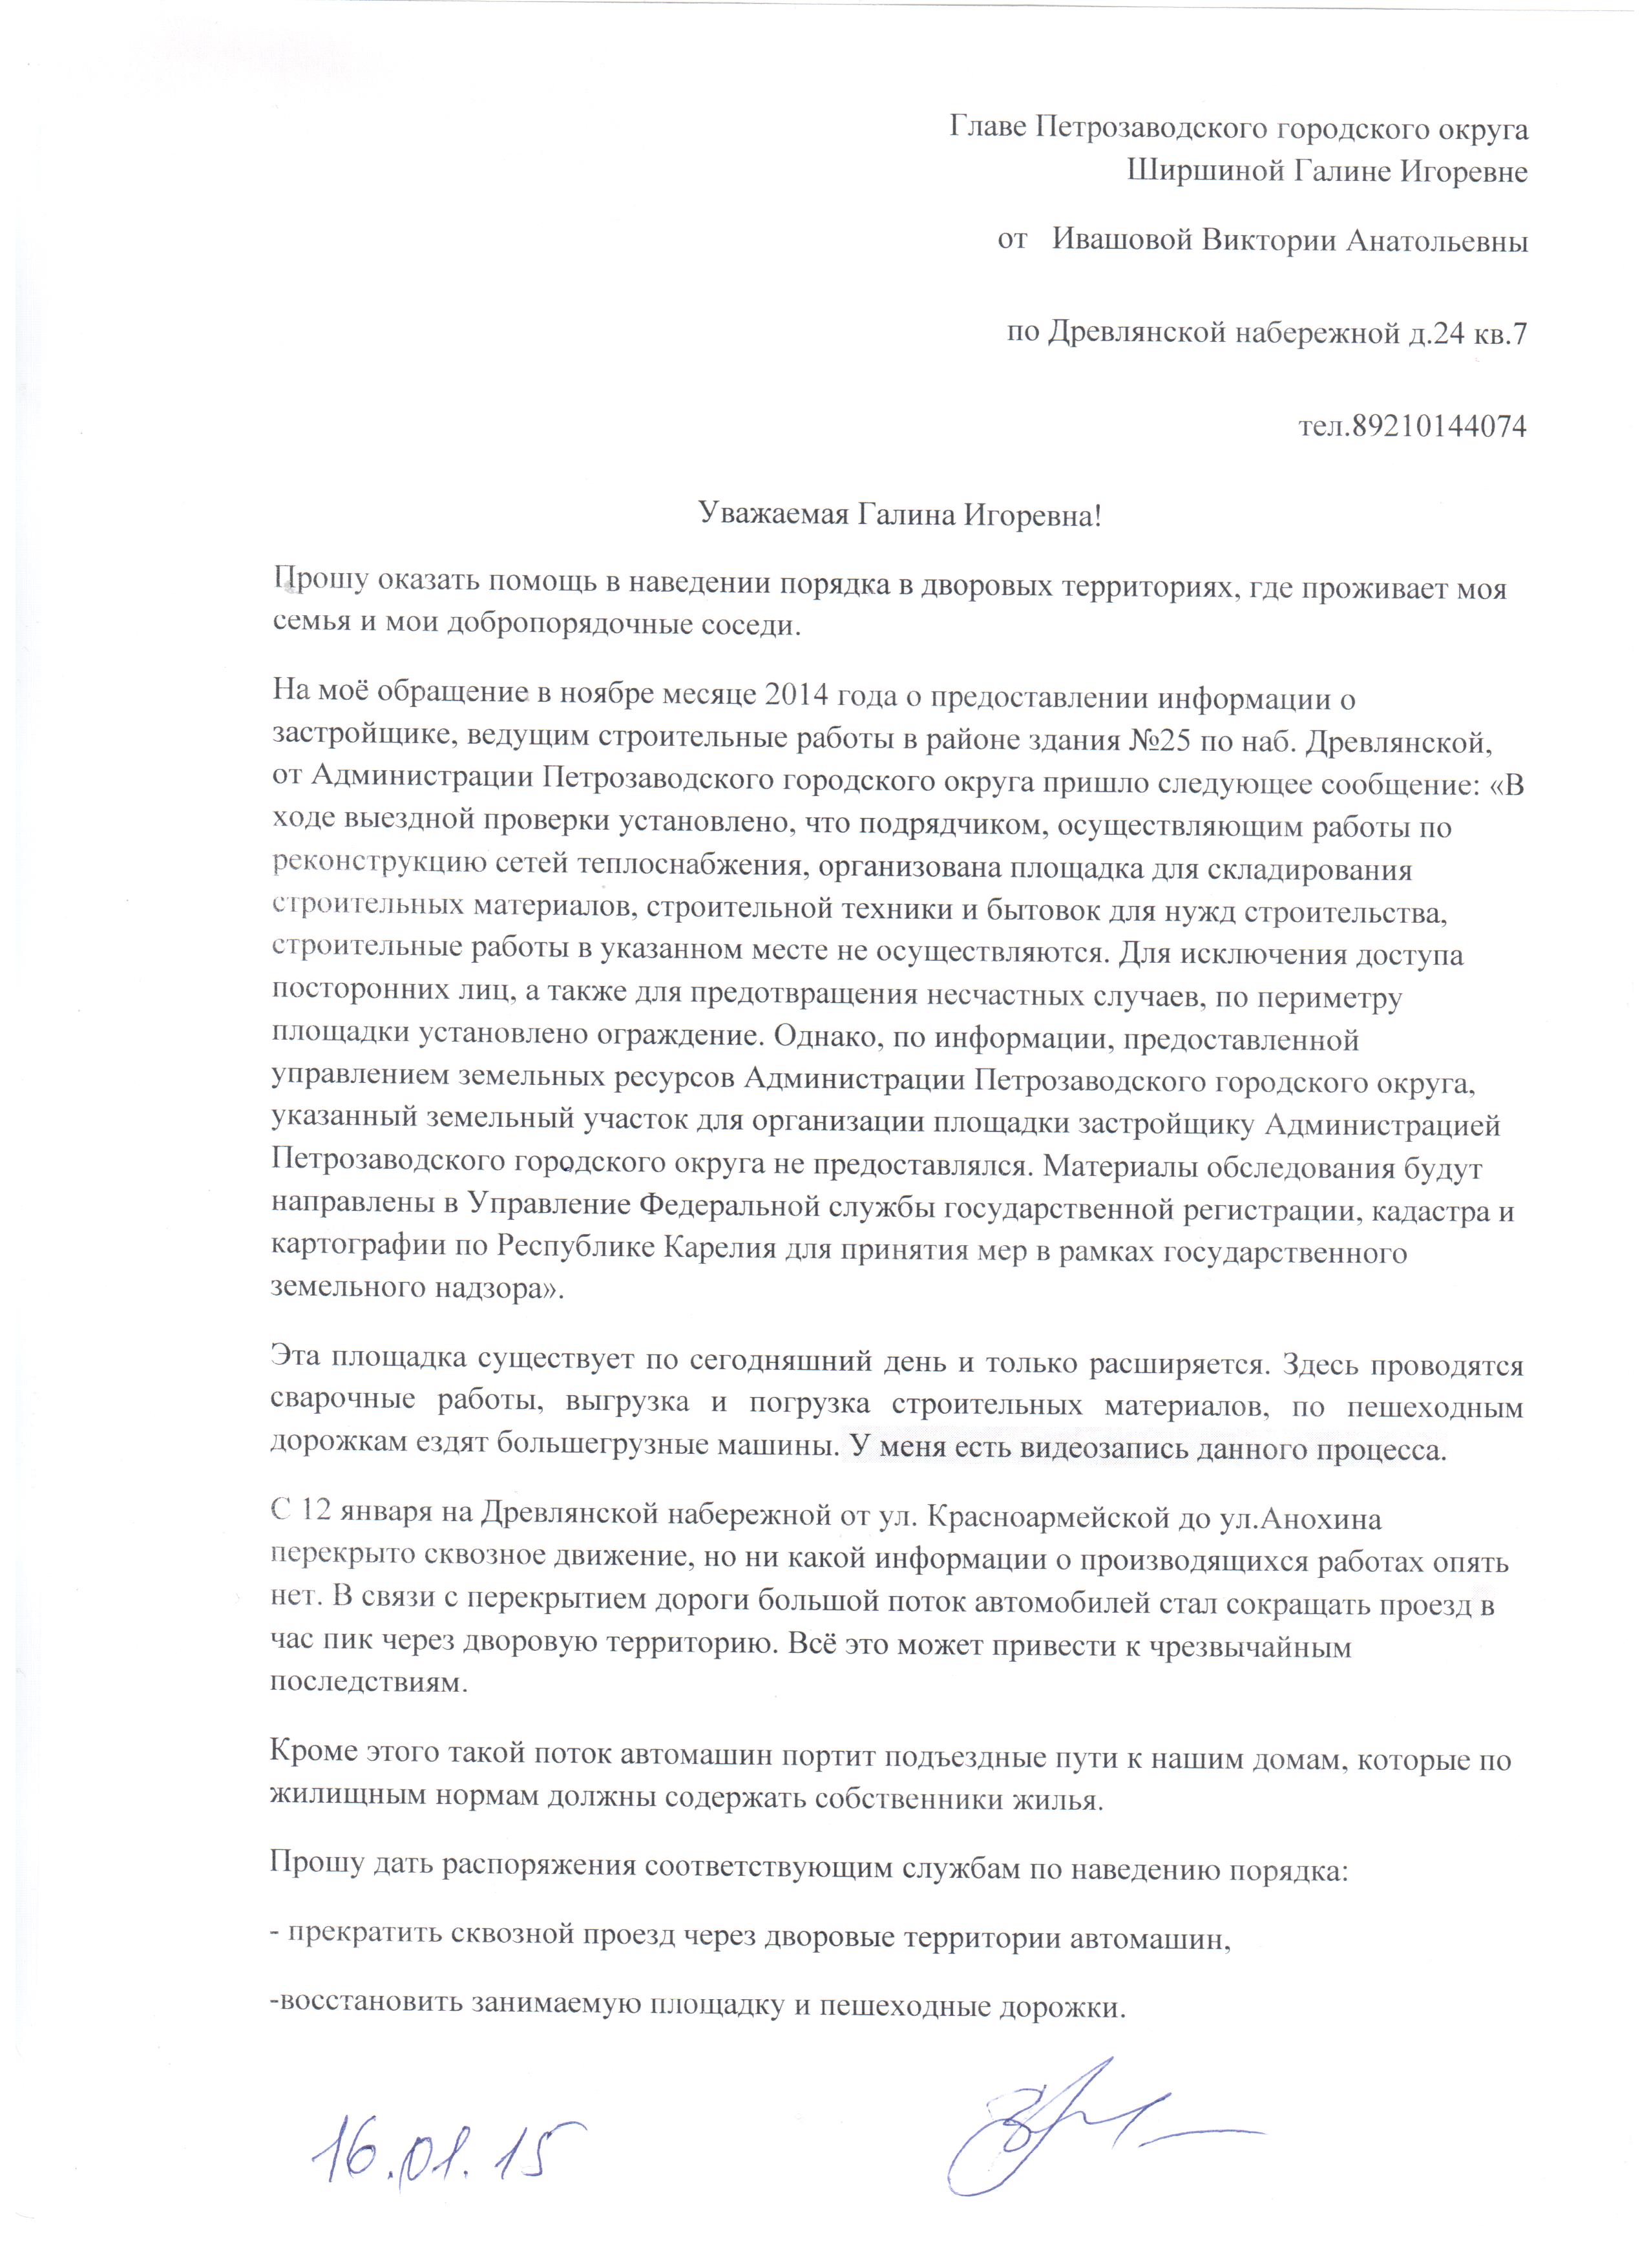 Главе Петрозаводского городского округа
Ширшиной Галине Игоревне
от Ивашовой Виктории Анатольевны
по Древлянской набережной д.24 кв.7
тел.89210144074
Уважаемая Галина Игоревна!
Прошу оказать помощь в наведении порядка в дворовых территориях, где проживает моя
семья и мои добропорядочные соседи.
На моё обращение в ноябре месяце 2014 года о предоставлении информации о
застройщике, ведущим строительные работы в районе здания №25 по наб. Древлянской,
от Администрации Петрозаводского городского округа пришло следующее сообщение: «В
ходе выездной проверки установлено, что подрядчиком, осуществляющим работы по
реконструкцию сетей теплоснабжения, организована площадка для складирования
строительных материалов, строительной техники и бытовок для нужд строительства,
строительные работы в указанном месте не осуществляются. Для исключения доступа
посторонних лиц, а также для предотвращения несчастных случаев, по периметру
площадки установлено ограждение. Однако, по информации, предоставленной
управлением земельных ресурсов Администрации Петрозаводского городского округа,
указанный земельный участок для организации площадки застройщику Администрацией
Петрозаводского городского округа не предоставлялся. Материалы обследования будут
направлены в Управление Федеральной службы государственной регистрации, кадастра и
картографии по Республике Карелия для принятия мер в рамках государственного
земельного надзора».
Эта площадка существует по сегодняшний день и только расширяется. Здесь проводятся
сварочные работы, выгрузка и погрузка строительных материалов, по пешеходным
дорожкам ездят большегрузные машины. У меня есть видеозапись данного процесса.
С 12 января на Древлянской набережной от ул. Красноармейской до ул.Анохина
перекрыто сквозное движение, но ни какой информации о производящихся работах опять
нет. В связи с перекрытием дороги большой поток автомобилей стал сокращать проезд в
час пик через дворовую территорию. Всё это может привести к чрезвычайным
последствиям.
Кроме этого такой поток автомашин портит подъездные пути к нашим домам, которые по
жилищным нормам должны содержать собственники жилья.
Прошу дать распоряжения соответствующим службам по наведению порядка:
- прекратить сквозной проезд через дворовые территории автомашин,
-восстановить занимаемую площадку и пешеходные дорожки.
16.01.15